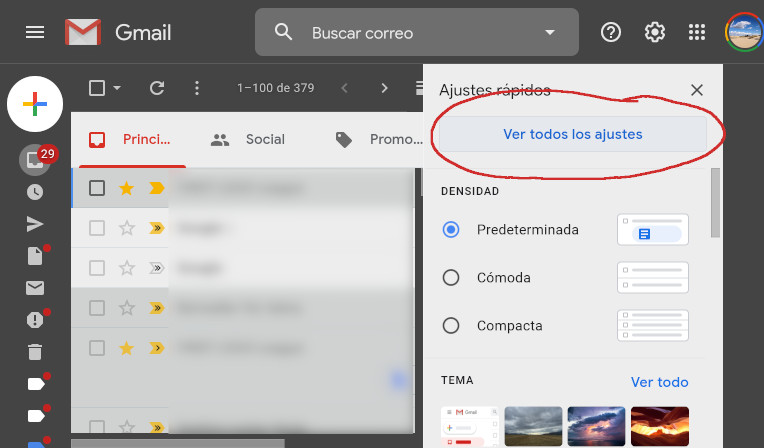 Gmail
Buscar correo
1–100 de 379
Ajustes rápidos
Ver todos los ajustes
29
Princi...
Social
Promo...
DENSIDAD
Predeterminada
Cómoda
Compacta
TEMA
Ver todo
Gmail